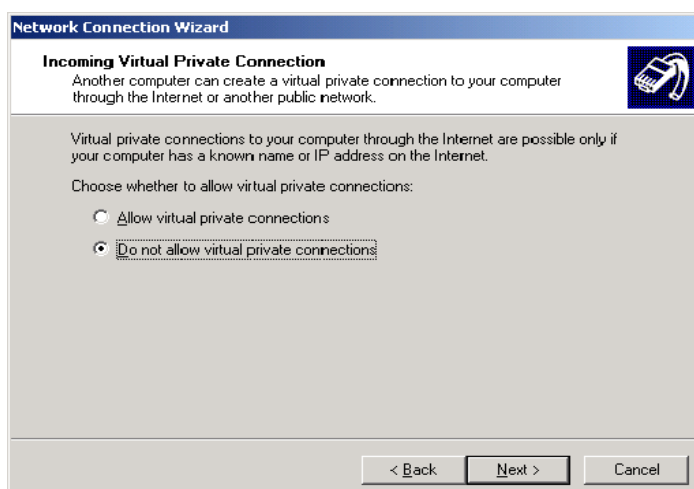 Network Connection Wizard
Incoming Virtual Private Connection
Another computer can create a virtual private connection to your computer
through the Internet or another public network.
Virtual private connections to your computer through the Internet are possible only if
your computer has a known name or IP address on the Internet.
Choose whether to allow virtual private connections:
Allow virtual private connections
Do not allow virtual private connections
< Back Next > Cancel